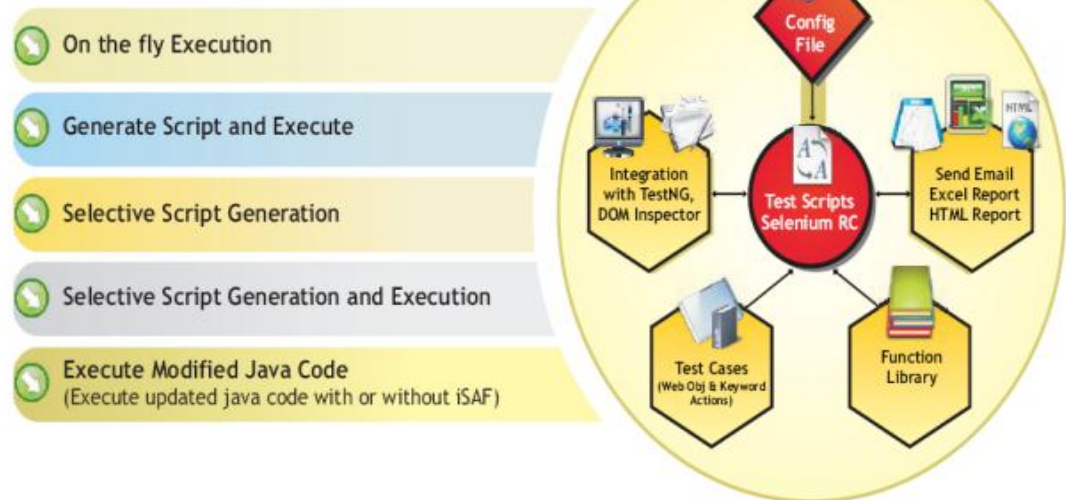 On the fly Execution
Generate Script and Execute
Selective Script Generation
Selective Script Generation and Execution
Execute Modified Java Code
(Execute updated java code with or without iSAF)
Config
File
HTML
Integration
with TestNG,
DOM Inspector
A
A
Test Scripts
Selenium RC
Send Email
Excel Report
HTML Report
Test Cases
(Web Obj & Keyword
Actions)
Function
Library